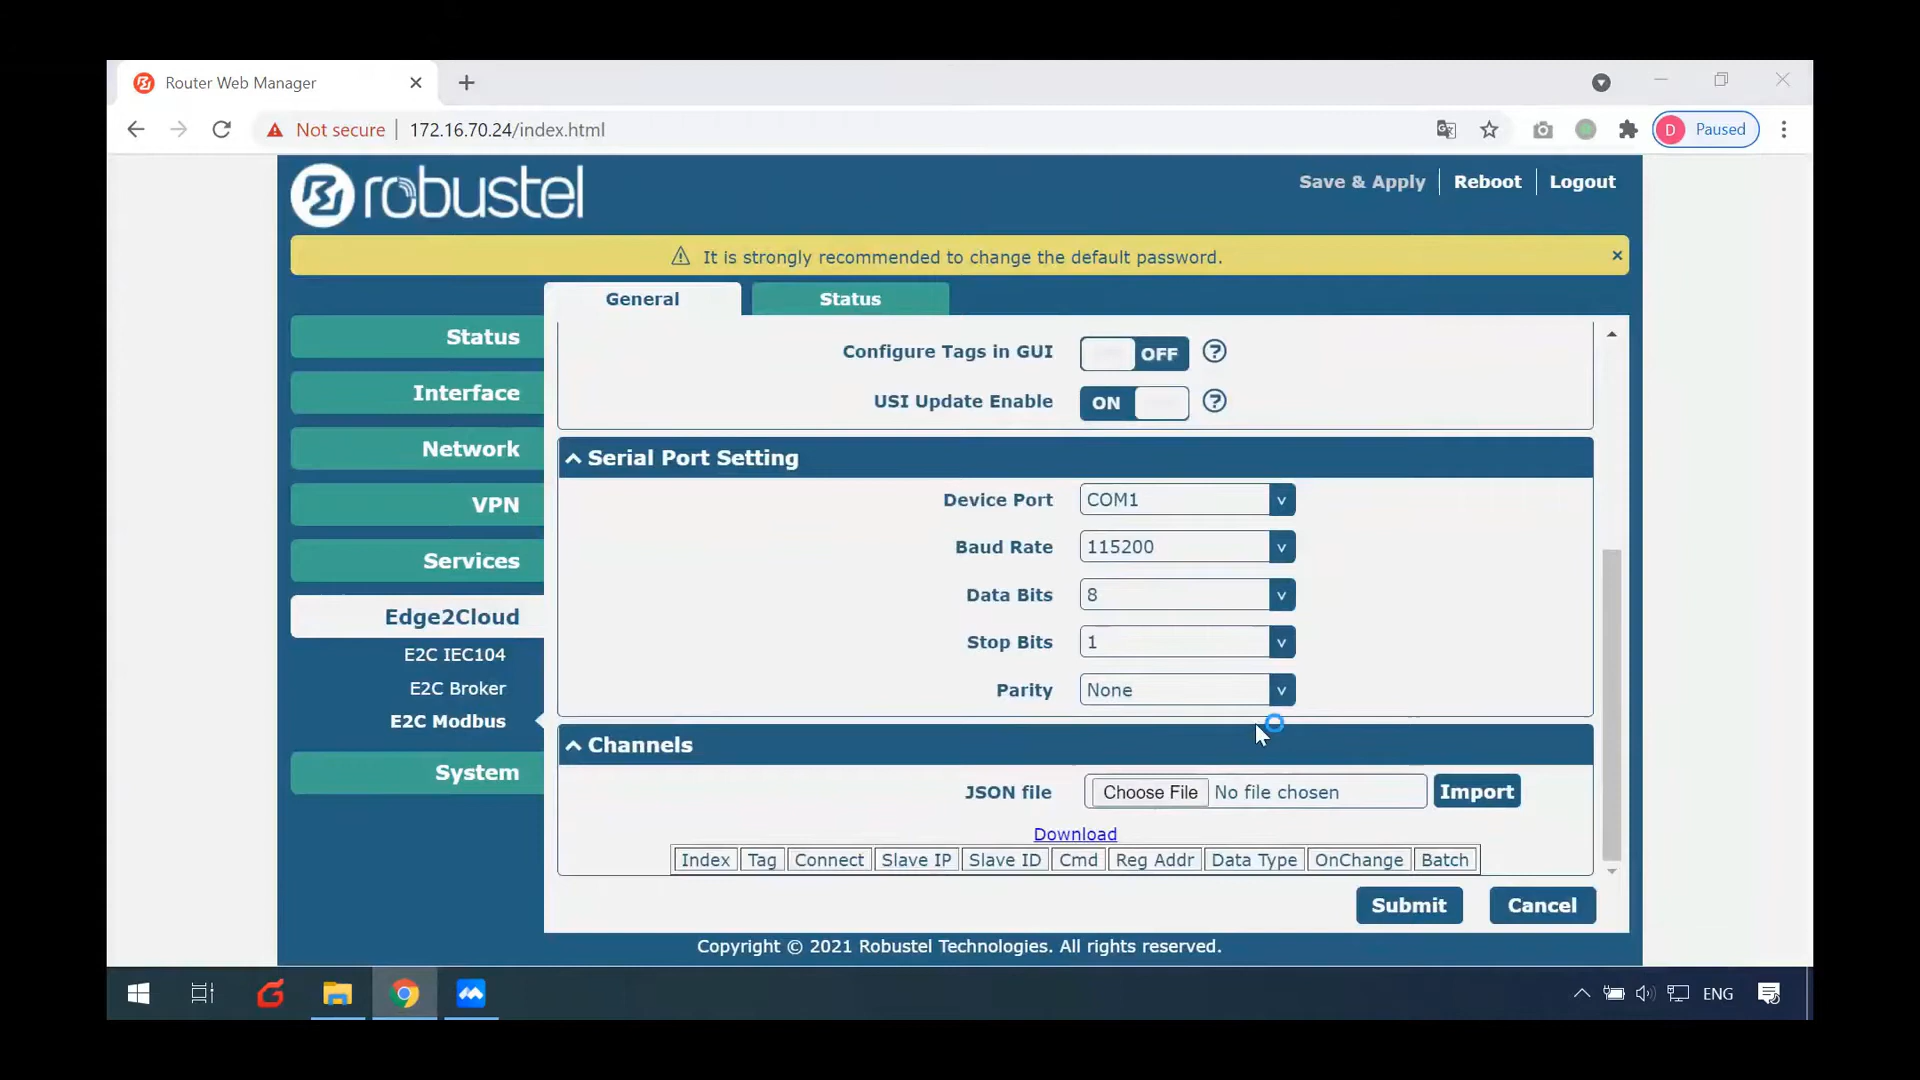 Router Web Manager
Not secure 172.16.70.24/index.html D Paused
robustel
Save & Apply Reboot Logout
It is strongly recommended to change the default password.
General Status
Status
Interface
Network
VPN
Services
Edge2Cloud
E2C IEC104
E2C Broker
E2C Modbus
System
Configure Tags in GUI OFF ?
USI Update Enable ON ?
Serial Port Setting
Device Port COM1 v
Baud Rate 115200 v
Data Bits 8 v
Stop Bits 1 v
Parity None v
Channels
JSON file Choose File No file chosen Import
Download
Index Tag Connect Slave IP Slave ID Cmd Reg Addr Data Type OnChange Batch
Submit Cancel
Copyright © 2021 Robustel Technologies. All rights reserved.
ENG